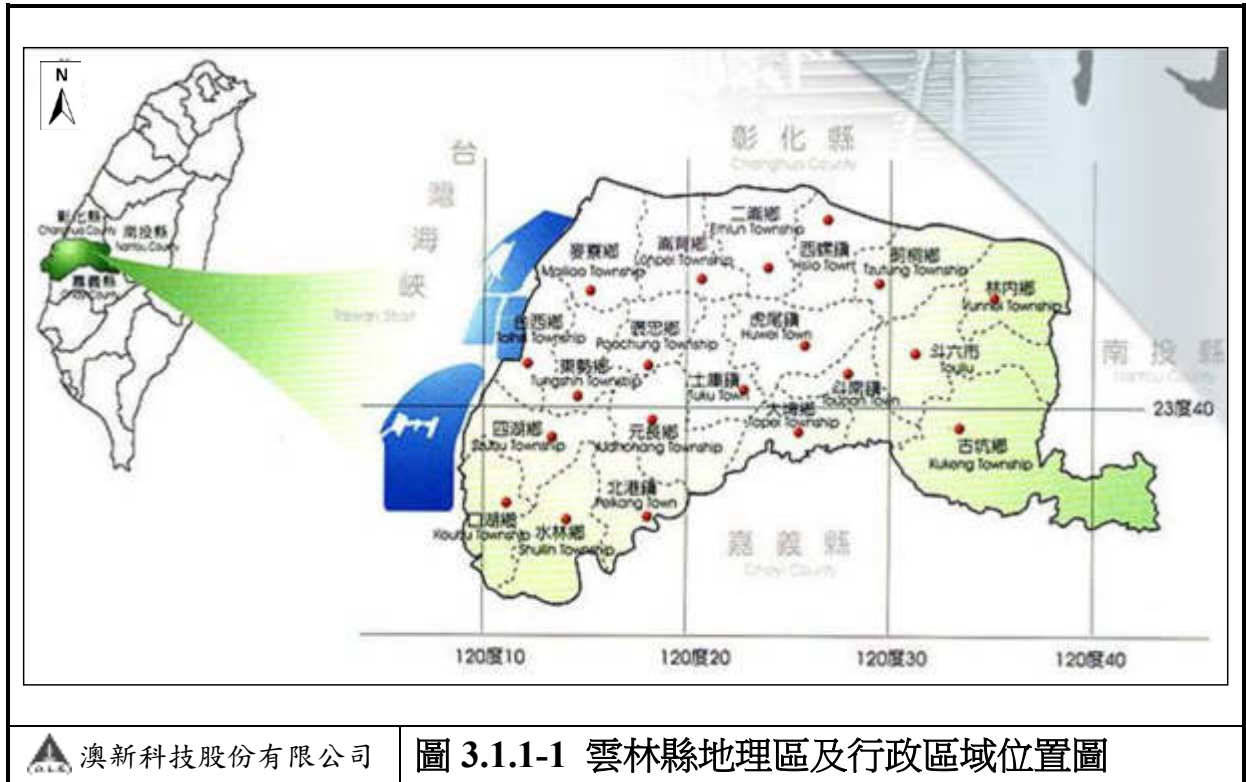 N
彰化縣
Changhua County
南投縣
Nantou County
嘉義縣
Chiayi County
台灣海峽
Taiwan Strait
彰化縣
Changhua County
二崙鄉
Erhlun Township
崙背鄉
Lunpei Township
西螺鎮
Hslo Town
莿桐鄉
Tzutung Township
麥寮鄉
Mailiao Township
林內鄉
Township
台西鄉
Township
褒忠鄉
Paochung Township
虎尾鎮
Huwei Town
斗六市
Touliu
南投縣
Nantou County
東勢鄉
Tungshih Township
土庫鎮
Tuku Town
斗南鎮
Town
大埤鄉
Tapei Township
23度40
四湖鄉
Township
元長鄉
Township
古坑鄉
Kukeng Township
北港鎮
Peikang Town
口湖鄉
Kouhu Township
水林鄉
Shuilin Township
嘉義縣
Chiayi County
120度10
120度20
120度30
120度40
澳新科技股份有限公司
圖 3.1.1-1 雲林縣地理區及行政區域位置圖